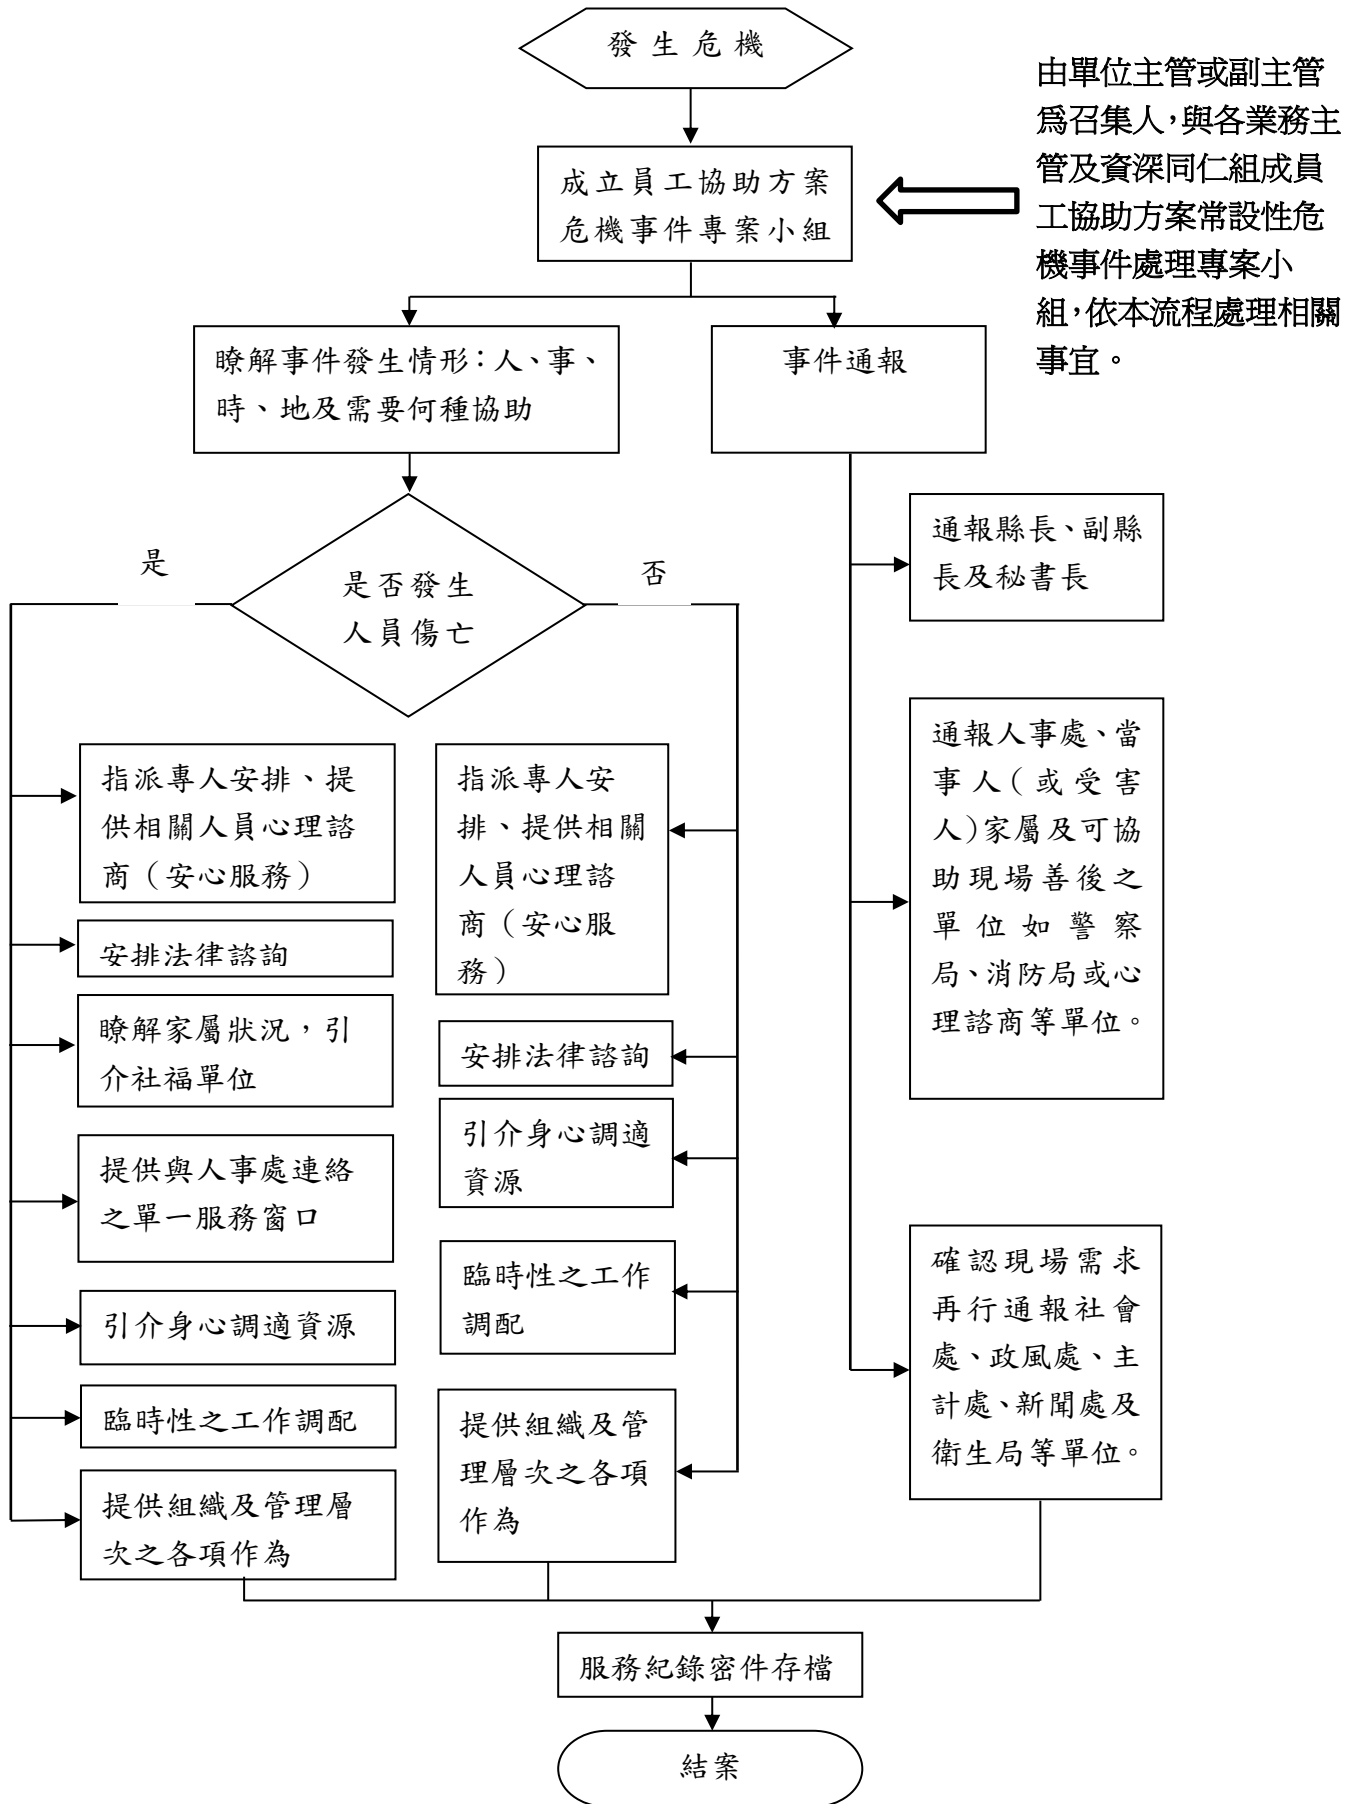 發生危機
由單位主管或副主管
為召集人，與各業務主
管及資深同仁組成員
工協助方案常設性危
機事件處理專案小
組，依本流程處理相關
事宜。
成立員工協助方案
危機事件專案小組
瞭解事件發生情形：人、事、
時、地及需要何種協助
事件通報
是
是否發生
人員傷亡
否
指派專人安排、提
供相關人員心理諮
商（安心服務）
安排法律諮詢
瞭解家屬狀況，引
介社福單位
提供與人事處連絡
之單一服務窗口
引介身心調適資源
臨時性之工作調配
提供組織及管理層
次之各項作為
指派專人安
排、提供相關
人員心理諮
商（安心服
務）
安排法律諮詢
引介身心調適
資源
臨時性之工作
調配
提供組織及管
理層次之各項
作為
通報縣長、副縣
長及秘書長
通報人事處、當
事人（或受害
人）家屬及可協
助現場善後之
單位如警察
局、消防局或心
理諮商等單位。
確認現場需求
再行通報社會
處、政風處、主
計處、新聞處及
衛生局等單位。
服務紀錄密件存檔
結案